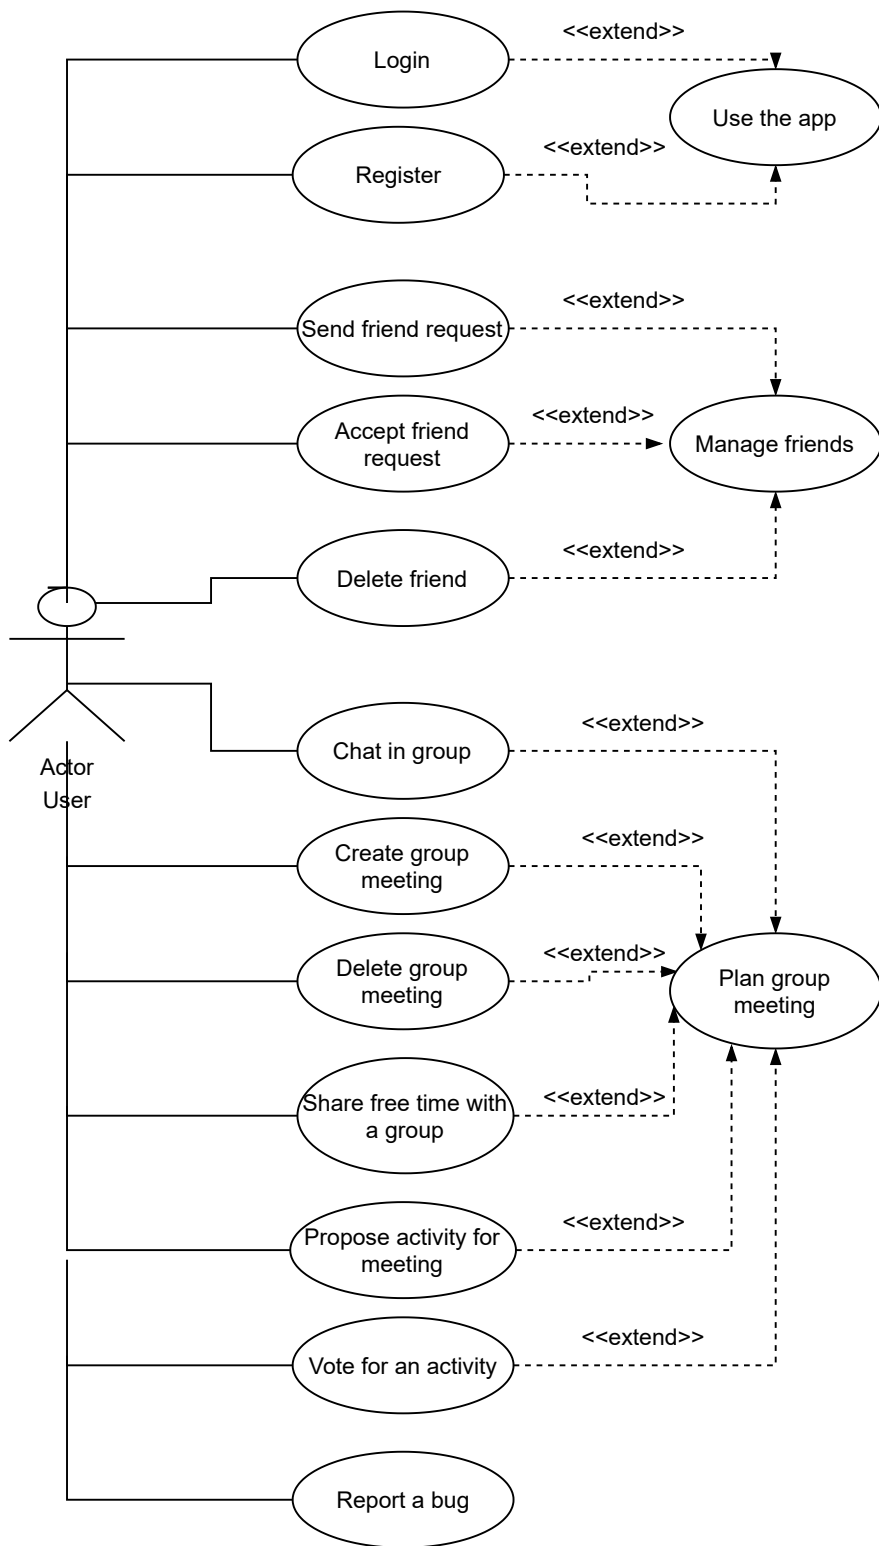 <<extend>>
Login
Use the app
<<extend>>
Register
<<extend>>
Send friend request
<<extend>>
Accept friend
request
Manage friends
<<extend>>
Delete friend
<<extend>>
Chat in group
Actor
User
<<extend>>
Create group
meeting
<<extend>>
Delete group
meeting
Plan group
meeting
<<extend>>
Share free time with
a group
<<extend>>
Propose activity for
meeting
<<extend>>
Vote for an activity
Report a bug